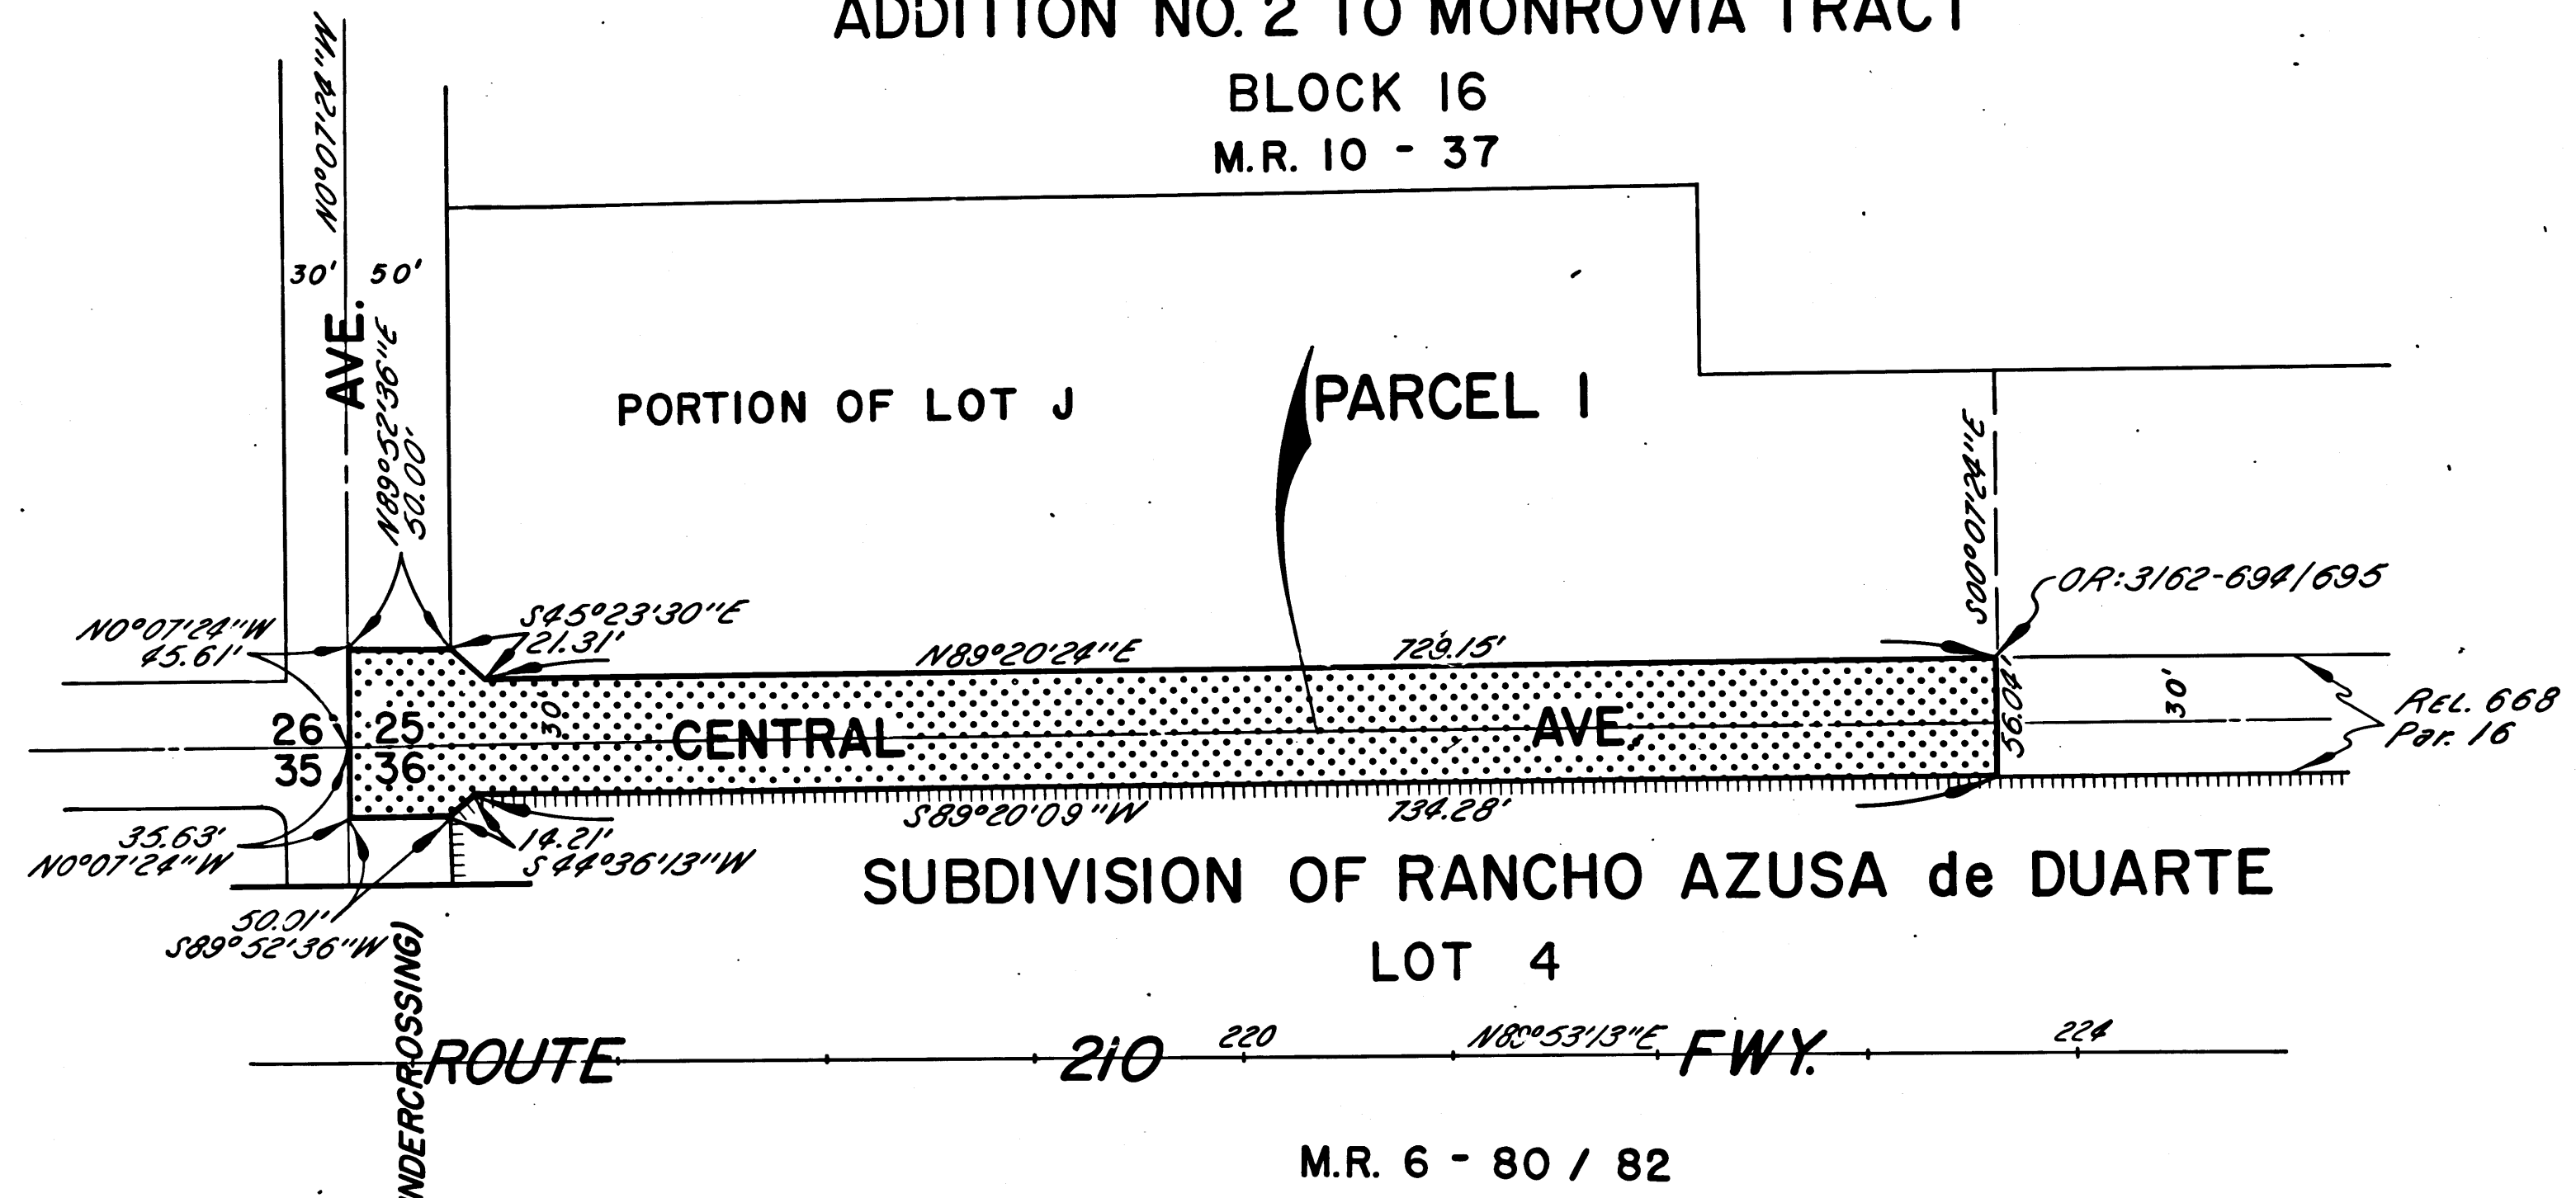 ADDITION NO. 2 TO MONROVIA TRACT
BLOCK 16
M.R. 10 - 37
N0°07'24"W
30' 50'
AVE.
N89°52'36"E
50.00'
PORTION OF LOT J
PARCEL 1
S00°07'24"E
OR:3162-694/695
N0°07'24"W
45.61'
S45°23'30"E
21.31'
N89°20'24"E
729.15'
26 25
35 36
30'
CENTRAL AVE.
56.04'
30'
REL. 668
Par. 16
35.63'
N0°07'24"W
14.21'
S44°36'13"W
S89°20'09"W
734.28'
50.01'
S89°52'36"W
SUBDIVISION OF RANCHO AZUSA de DUARTE
LOT 4
NDERCROSSING)
ROUTE 210 FWY.
220
224
M.R. 6 - 80 / 82